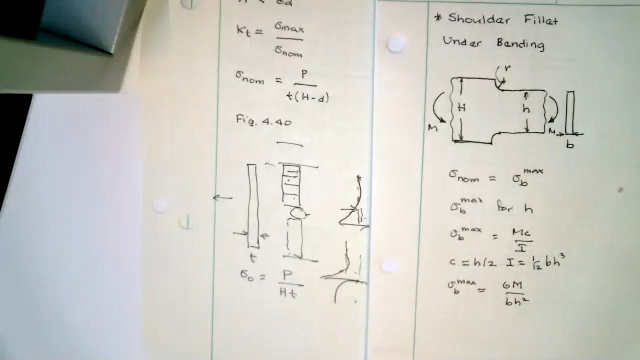 Kt = σmax / σnom
σnom = P / t(H-d)
Fig. 4.40
t
σo = P / Ht
* Shoulder Fillet
Under Bending
r
H
h
M
M
b
σnom = σb^max
σb^max for h
σb^max = Mc / I
c = h/2 I = 1/12 bh³
σb^max = 6M / bh²